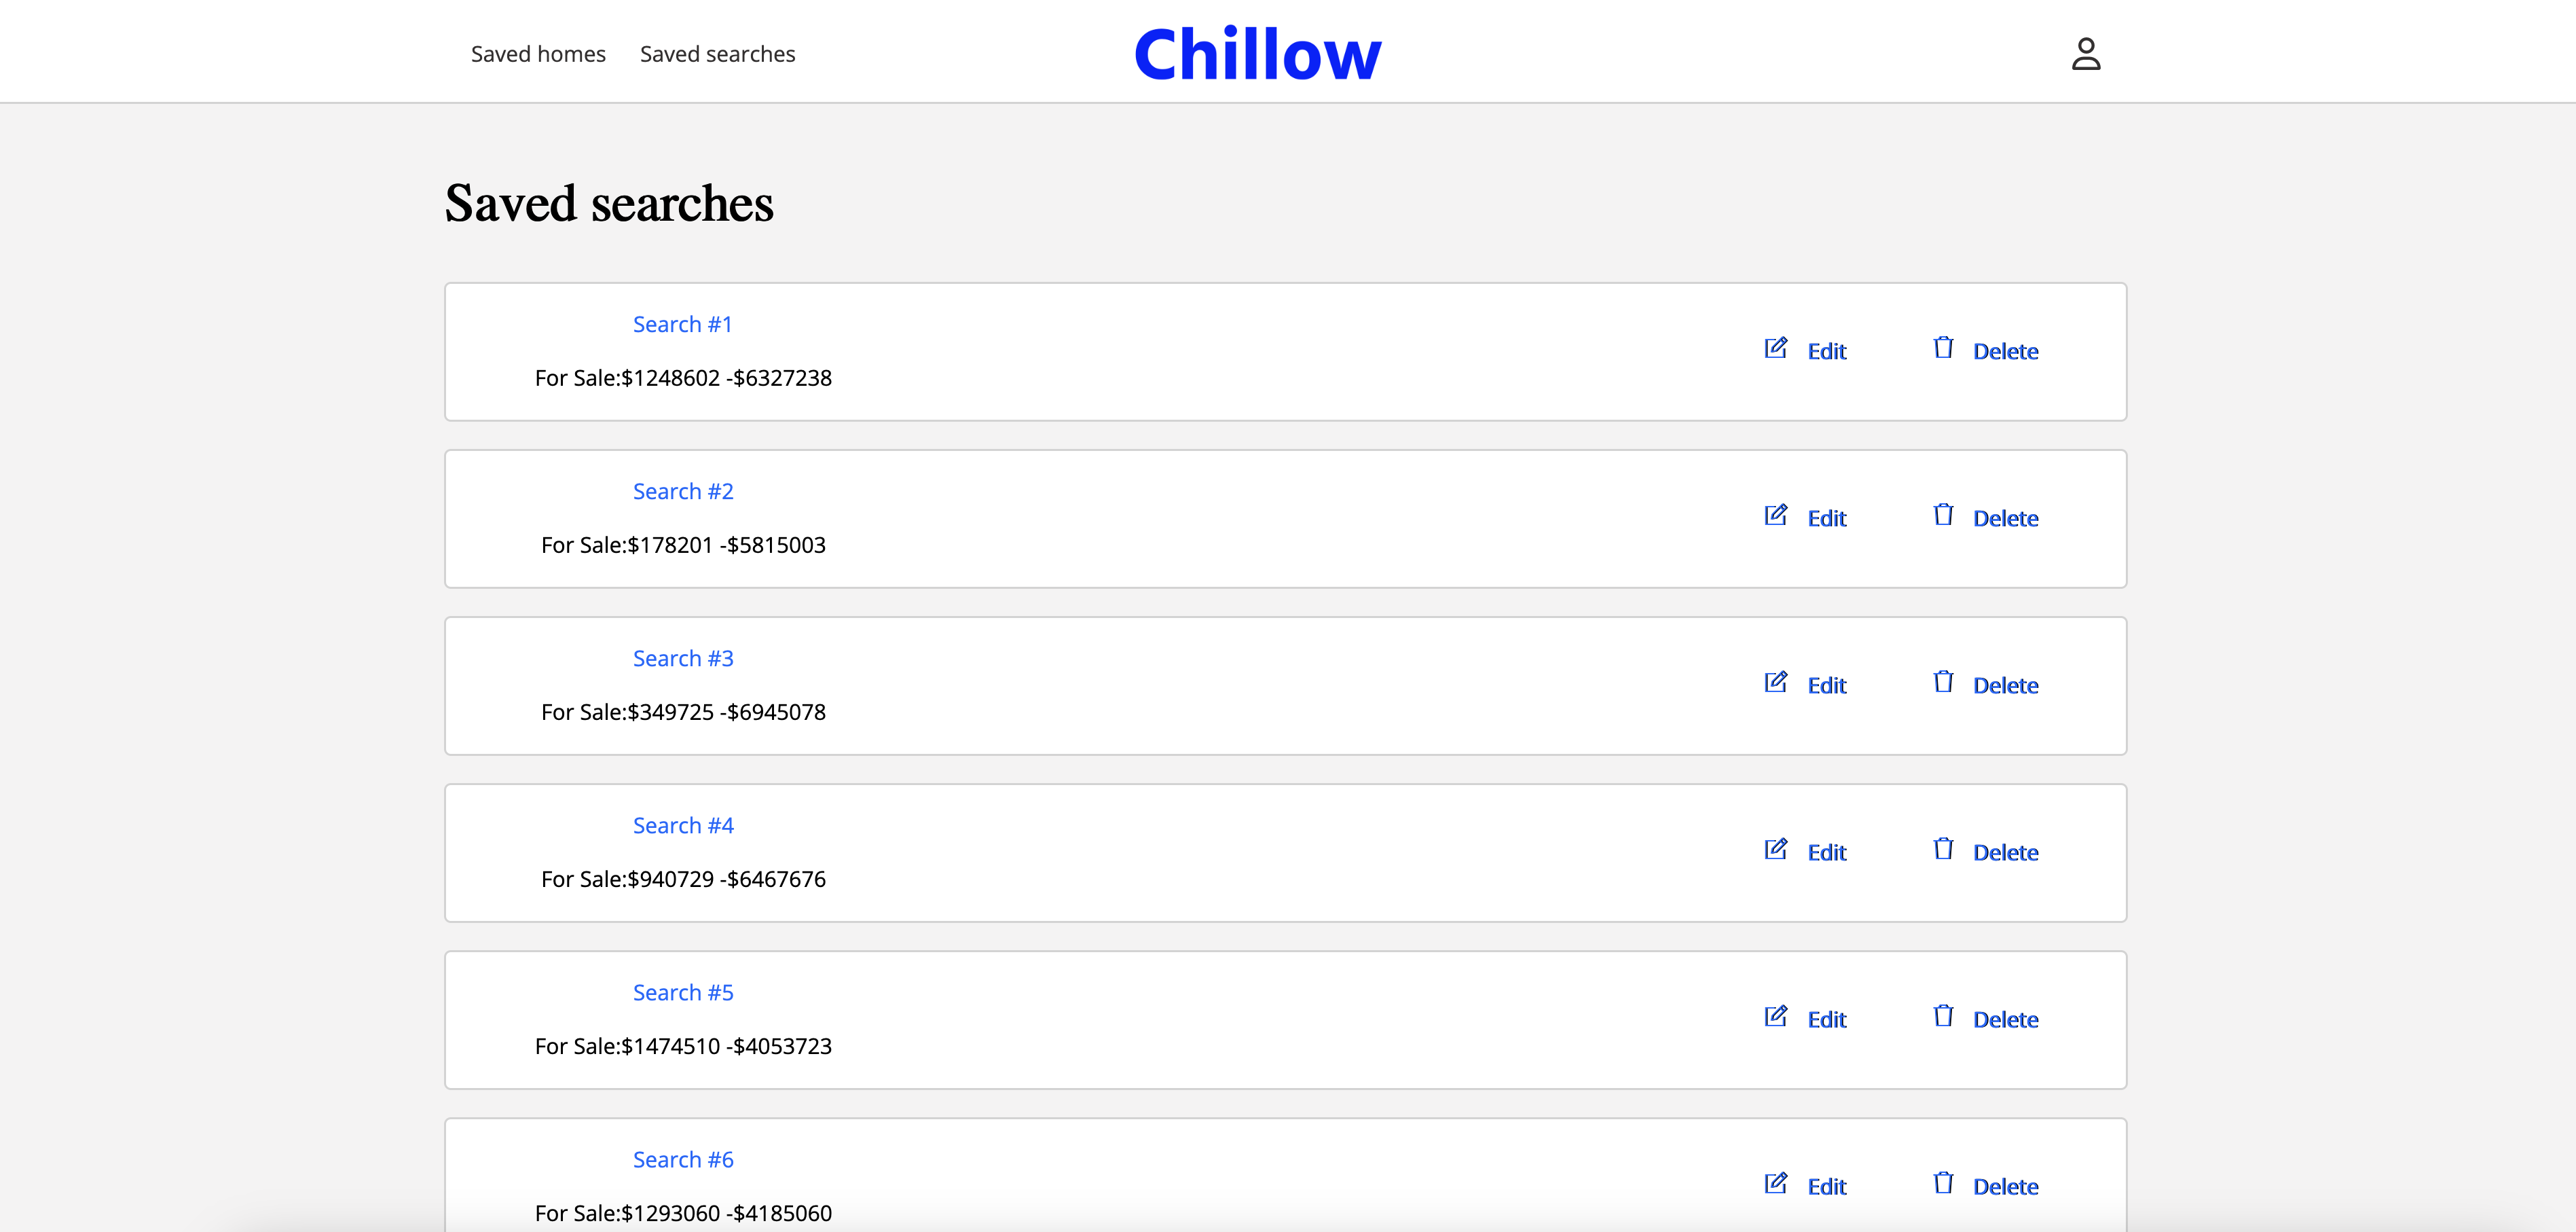 Saved homes Saved searches Chillow
Saved searches
Search #1
For Sale:$1248602 -$6327238
Edit Delete
Search #2
For Sale:$178201 -$5815003
Edit Delete
Search #3
For Sale:$349725 -$6945078
Edit Delete
Search #4
For Sale:$940729 -$6467676
Edit Delete
Search #5
For Sale:$1474510 -$4053723
Edit Delete
Search #6
For Sale:$1293060 -$4185060
Edit Delete